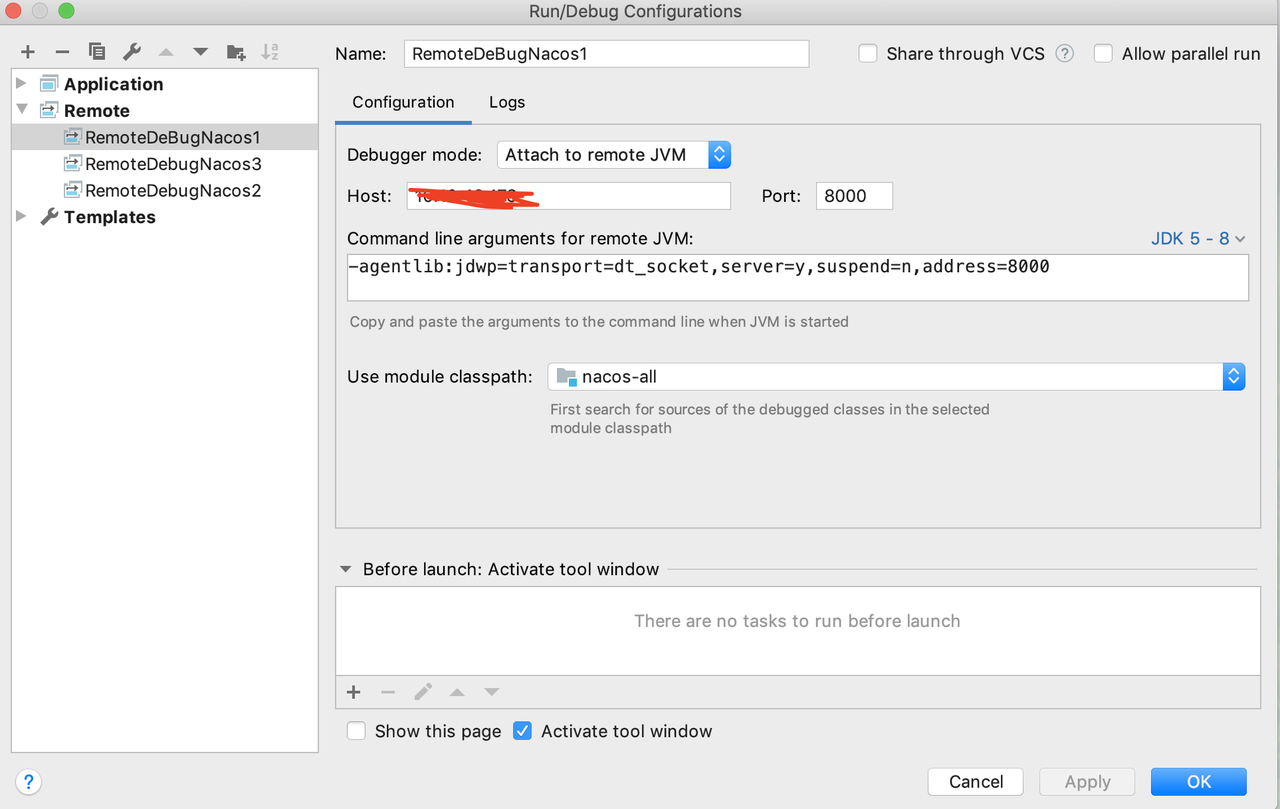 Run/Debug Configurations
Name: RemoteDeBugNacos1 Share through VCS ? Allow parallel run
Application
Remote
RemoteDeBugNacos1
RemoteDebugNacos3
RemoteDebugNacos2
Templates
Configuration Logs
Debugger mode: Attach to remote JVM
Host: Port: 8000
Command line arguments for remote JVM: JDK 5 - 8
-agentlib:jdwp=transport=dt_socket,server=y,suspend=n,address=8000
Copy and paste the arguments to the command line when JVM is started
Use module classpath: nacos-all
First search for sources of the debugged classes in the selected
module classpath
Before launch: Activate tool window
There are no tasks to run before launch
Show this page Activate tool window
? Cancel Apply OK